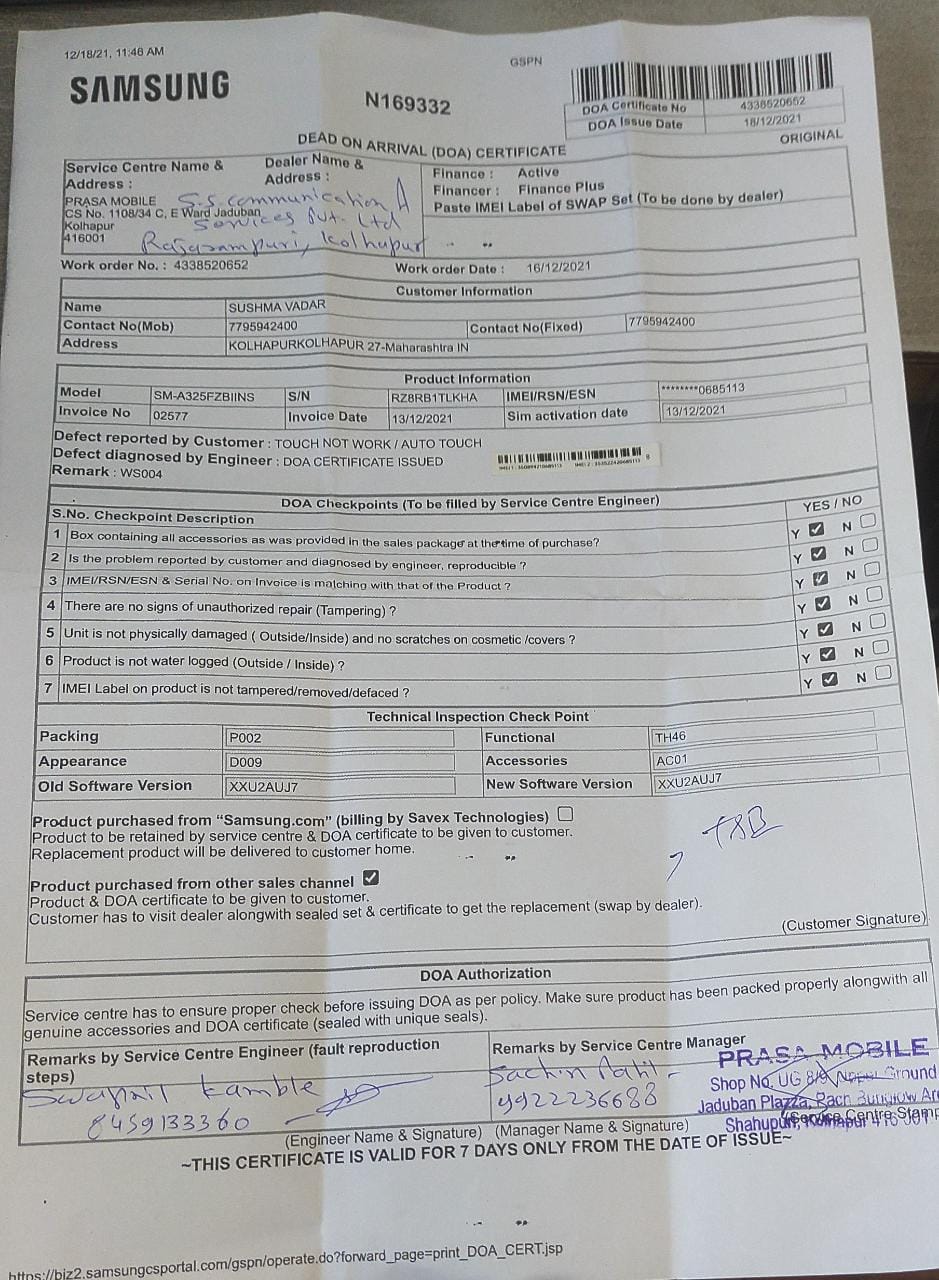 12/18/21, 11:46 AM
GSPN
SAMSUNG
N169332
DOA Certificate No 4338520652
DOA Issue Date 18/12/2021
ORIGINAL
DEAD ON ARRIVAL (DOA) CERTIFICATE
Service Centre Name & Address :
PRASA MOBILE
CS No. 1108/34 C, E Ward Jaduban
Kolhapur
416001
Dealer Name & Address :
S.S. Communication A
Services Pvt. Ltd
Rajarampuri, Kolhapur
Finance : Active
Financer : Finance Plus
Paste IMEI Label of SWAP Set (To be done by dealer)
Work order No. : 4338520652 Work order Date : 16/12/2021
Customer Information
Name SUSHMA VADAR
Contact No(Mob) 7795942400 Contact No(Fixed) 7795942400
Address KOLHAPURKOLHAPUR 27-Maharashtra IN
Product Information
Model SM-A325FZBIINS S/N RZ8RB1TLKHA IMEI/RSN/ESN ********0685113
Invoice No 02577 Invoice Date 13/12/2021 Sim activation date 13/12/2021
Defect reported by Customer : TOUCH NOT WORK / AUTO TOUCH
Defect diagnosed by Engineer : DOA CERTIFICATE ISSUED
Remark : WS004
DOA Checkpoints (To be filled by Service Centre Engineer)
S.No. Checkpoint Description YES / NO
1 Box containing all accessories as was provided in the sales package at the time of purchase? Y N
2 Is the problem reported by customer and diagnosed by engineer, reproducible ? Y N
3 IMEI/RSN/ESN & Serial No. on Invoice is matching with that of the Product ? Y N
4 There are no signs of unauthorized repair (Tampering) ? Y N
5 Unit is not physically damaged ( Outside/Inside) and no scratches on cosmetic /covers ? Y N
6 Product is not water logged (Outside / Inside) ? Y N
7 IMEI Label on product is not tampered/removed/defaced ? Y N
Technical Inspection Check Point
Packing P002 Functional TH46
Appearance D009 Accessories AC01
Old Software Version XXU2AUJ7 New Software Version XXU2AUJ7
Product purchased from “Samsung.com” (billing by Savex Technologies)
Product to be retained by service centre & DOA certificate to be given to customer.
Replacement product will be delivered to customer home.
Product purchased from other sales channel
Product & DOA certificate to be given to customer.
Customer has to visit dealer alongwith sealed set & certificate to get the replacement (swap by dealer).
(Customer Signature)
DOA Authorization
Service centre has to ensure proper check before issuing DOA as per policy. Make sure product has been packed properly alongwith all
genuine accessories and DOA certificate (sealed with unique seals).
Remarks by Service Centre Engineer (fault reproduction
steps)
Swapnil Kamble
8459133360
(Engineer Name & Signature)
Remarks by Service Centre Manager
Sachin Patil
9922236688
(Manager Name & Signature)
PRASA MOBILE
Shop No. UG 8/9 Ground
Jaduban Plazza,
Shahupuri, Kolhapur 416 001
(Service Centre Stamp
~THIS CERTIFICATE IS VALID FOR 7 DAYS ONLY FROM THE DATE OF ISSUE~
https://biz2.samsungcsportal.com/gspn/operate.do?forward_page=print_DOA_CERT.jsp